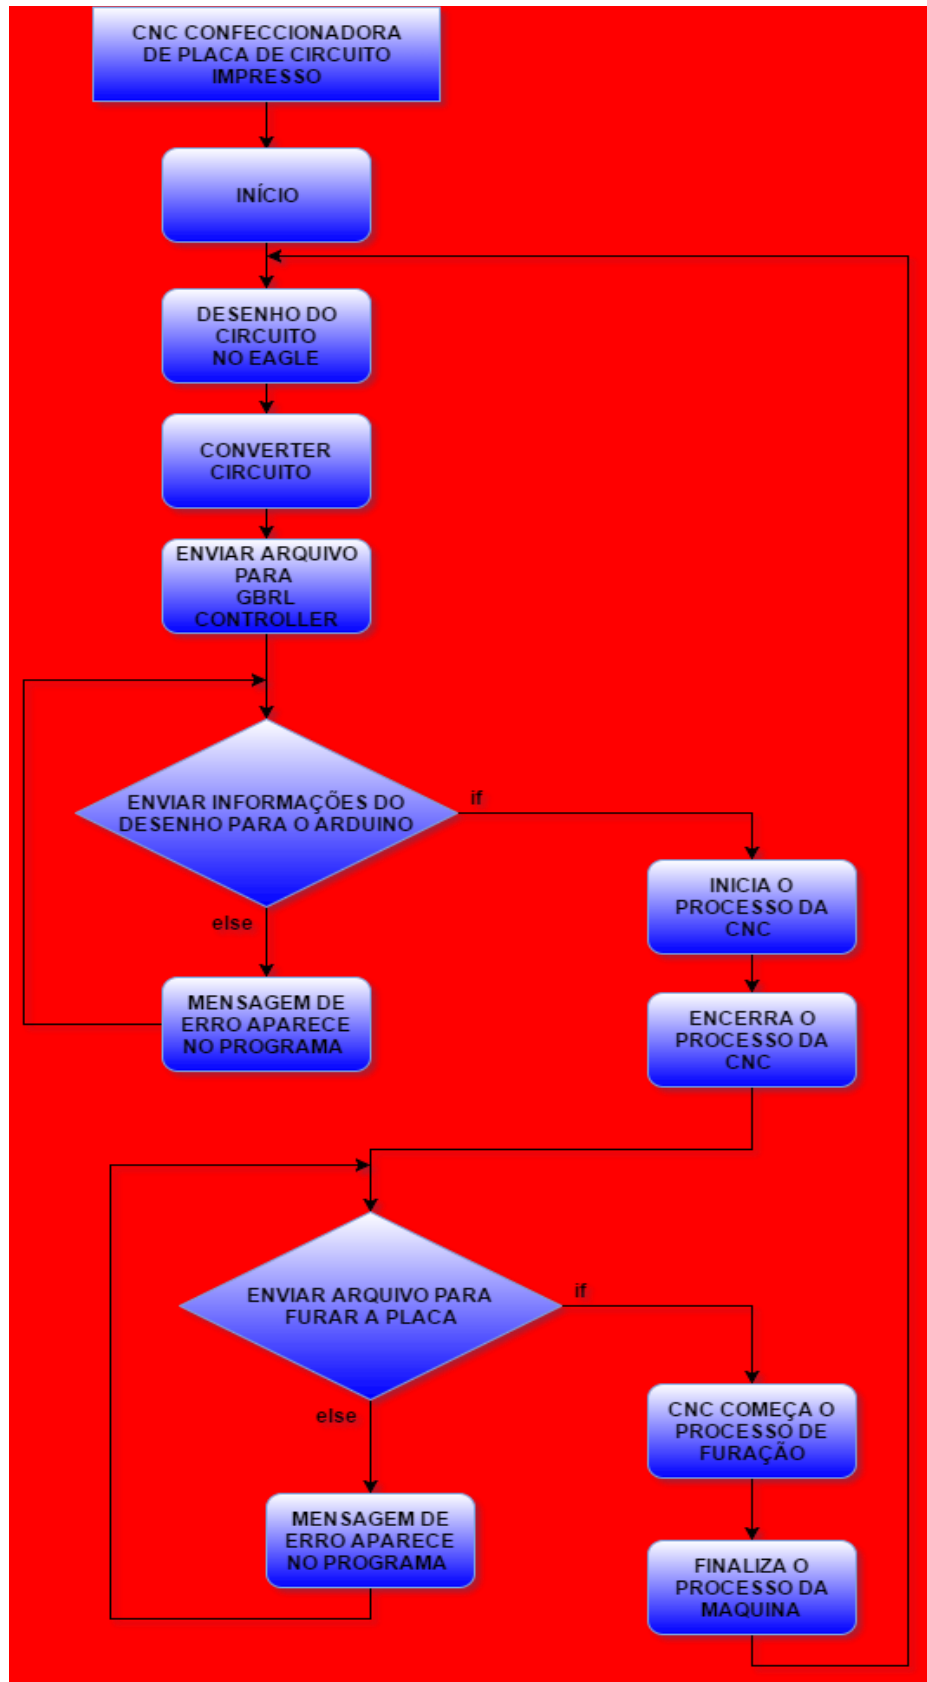 CNC CONFECCIONADORA
DE PLACA DE CIRCUITO
IMPRESSO
INÍCIO
DESENHO DO
CIRCUITO
NO EAGLE
CONVERTER
CIRCUITO
ENVIAR ARQUIVO
PARA
GBRL
CONTROLLER
ENVIAR INFORMAÇÕES DO
DESENHO PARA O ARDUINO
if
else
MENSAGEM DE
ERRO APARECE
NO PROGRAMA
INICIA O
PROCESSO DA
CNC
ENCERRA O
PROCESSO DA
CNC
ENVIAR ARQUIVO PARA
FURAR A PLACA
if
else
MENSAGEM DE
ERRO APARECE
NO PROGRAMA
CNC COMEÇA O
PROCESSO DE
FURAÇÃO
FINALIZA O
PROCESSO DA
MAQUINA